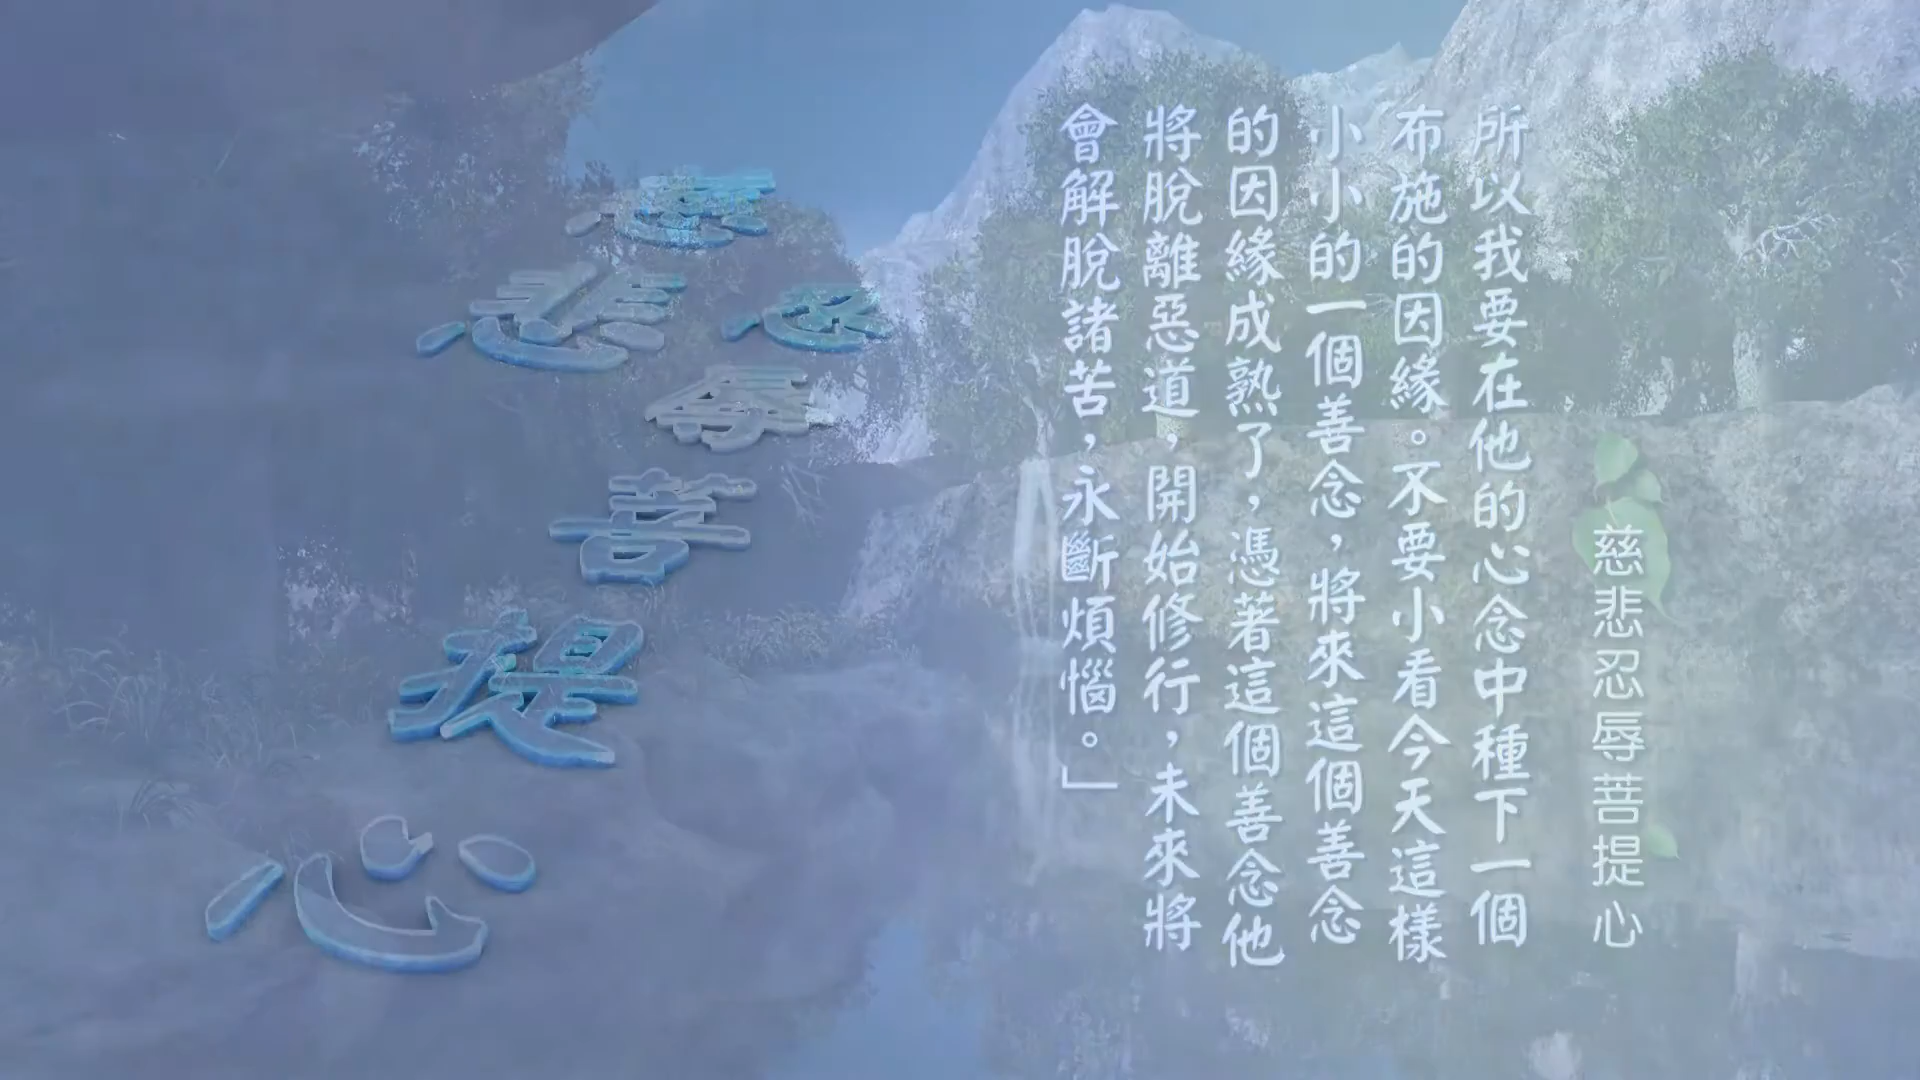 慈悲忍辱菩提心
所以我要在他的心念中種下一個
布施的因緣。不要小看今天這樣
小小的一個善念，將來這個善念
的因緣成熟了，憑著這個善念他
將脫離惡道，開始修行，未來將
會解脫諸苦，永斷煩惱。」
慈悲
忍辱
菩提心